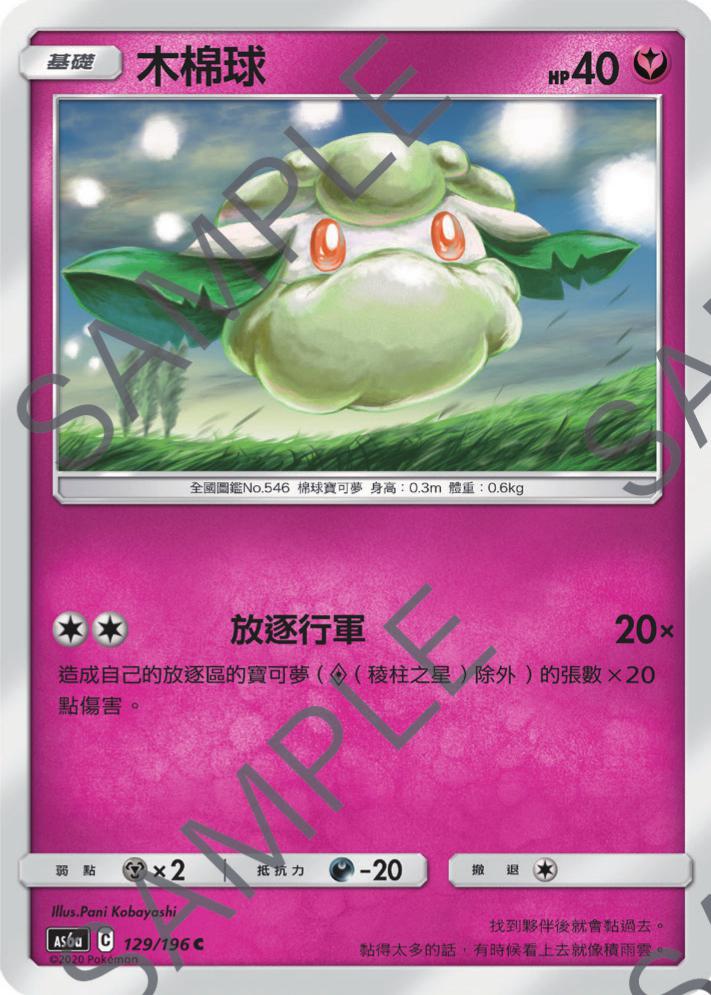 基礎 木棉球 HP40
全國圖鑑No.546 棉球寶可夢 身高：0.3m 體重：0.6kg
放逐行軍 20×
造成自己的放逐區的寶可夢（◇（稜柱之星）除外）的張數×20
點傷害。
弱點 ×2 抵抗力 -20 撤退
Illus.Pani Kobayashi
找到夥伴後就會黏過去。
AS6a C 129/196 C
黏得太多的話，有時候看上去就像積雨雲。
©2020 Pokémon
SAMPLE
SAMPLE
SA
SA